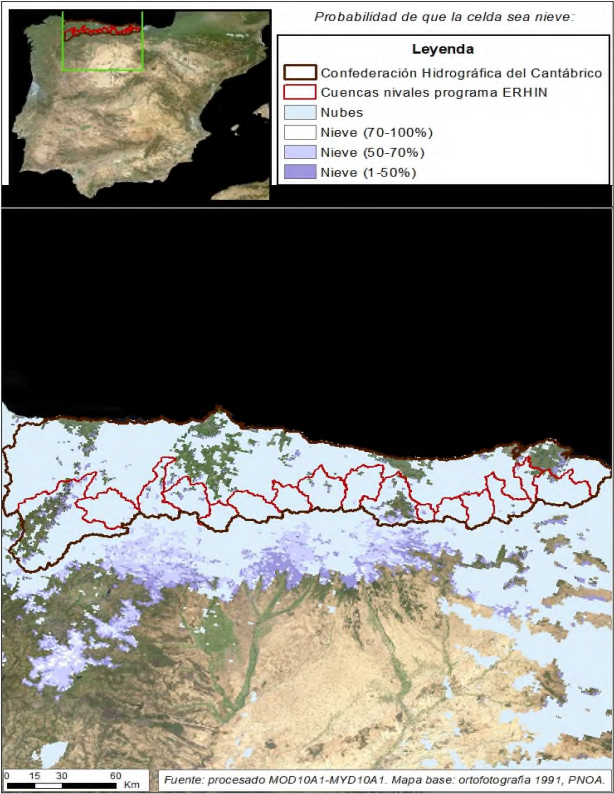 Probabilidad de que la celda sea nieve:
Leyenda
Confederación Hidrográfica del Cantábrico
Cuencas nivales programa ERHIN
Nubes
Nieve (70-100%)
Nieve (50-70%)
Nieve (1-50%)
0 15 30 60
Km
Fuente: procesado MOD10A1-MYD10A1. Mapa base: ortofotografia 1991, PNOA.